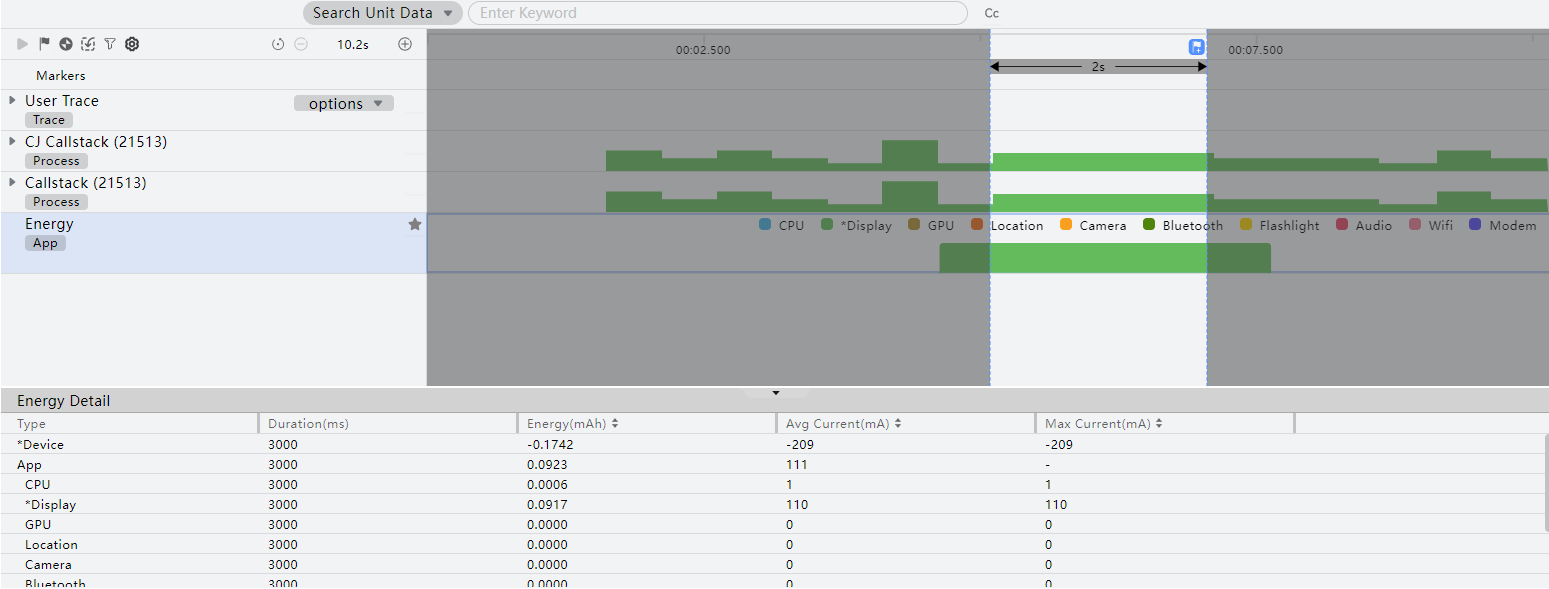 Search Unit Data Enter Keyword Cc
10.2s 00:02.500 00:07.500
2s
Markers
User Trace options
Trace
CJ Callstack (21513)
Process
Callstack (21513)
Process
Energy CPU *Display GPU Location Camera Bluetooth Flashlight Audio Wifi Modem
App
Energy Detail
Type Duration(ms) Energy(mAh) Avg Current(mA) Max Current(mA)
*Device 3000 -0.1742 -209 -209
App 3000 0.0923 111 -
CPU 3000 0.0006 1 1
*Display 3000 0.0917 110 110
GPU 3000 0.0000 0 0
Location 3000 0.0000 0 0
Camera 3000 0.0000 0 0
Bluetooth 3000 0.0000 0 0